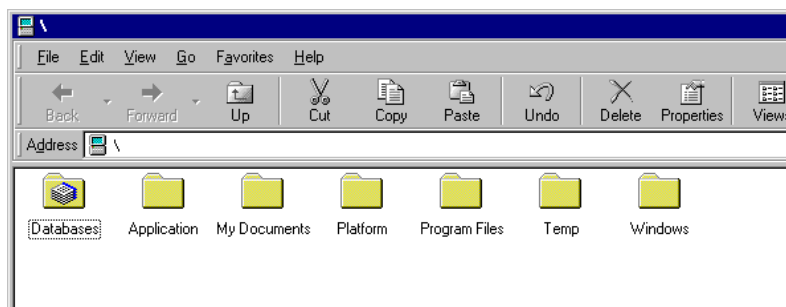 \
File Edit View Go Favorites Help
Back Forward Up Cut Copy Paste Undo Delete Properties Views
Address \
Databases Application My Documents Platform Program Files Temp Windows